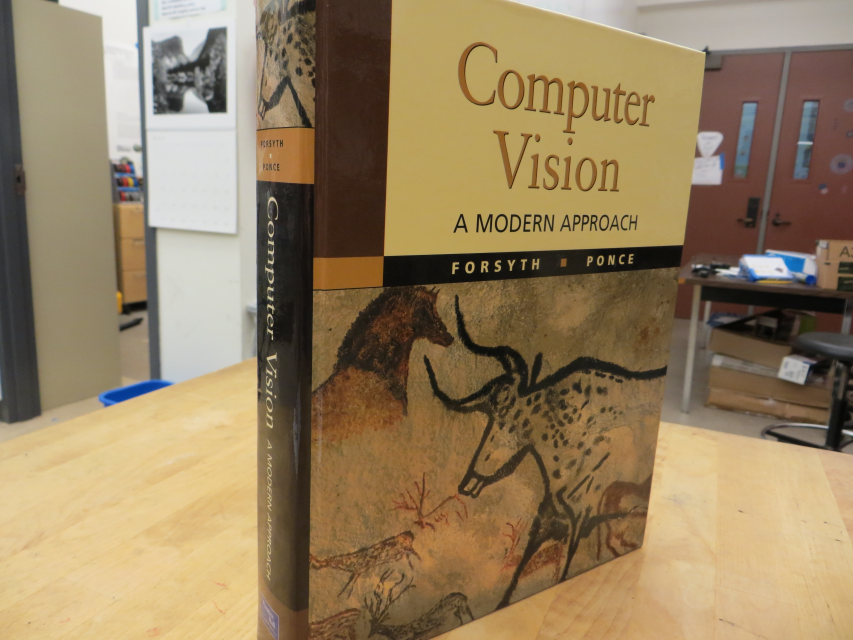 Computer
Vision
A MODERN APPROACH
FORSYTH ▪ PONCE
FORSYTH
▪
PONCE
Computer Vision A MODERN APPROACH